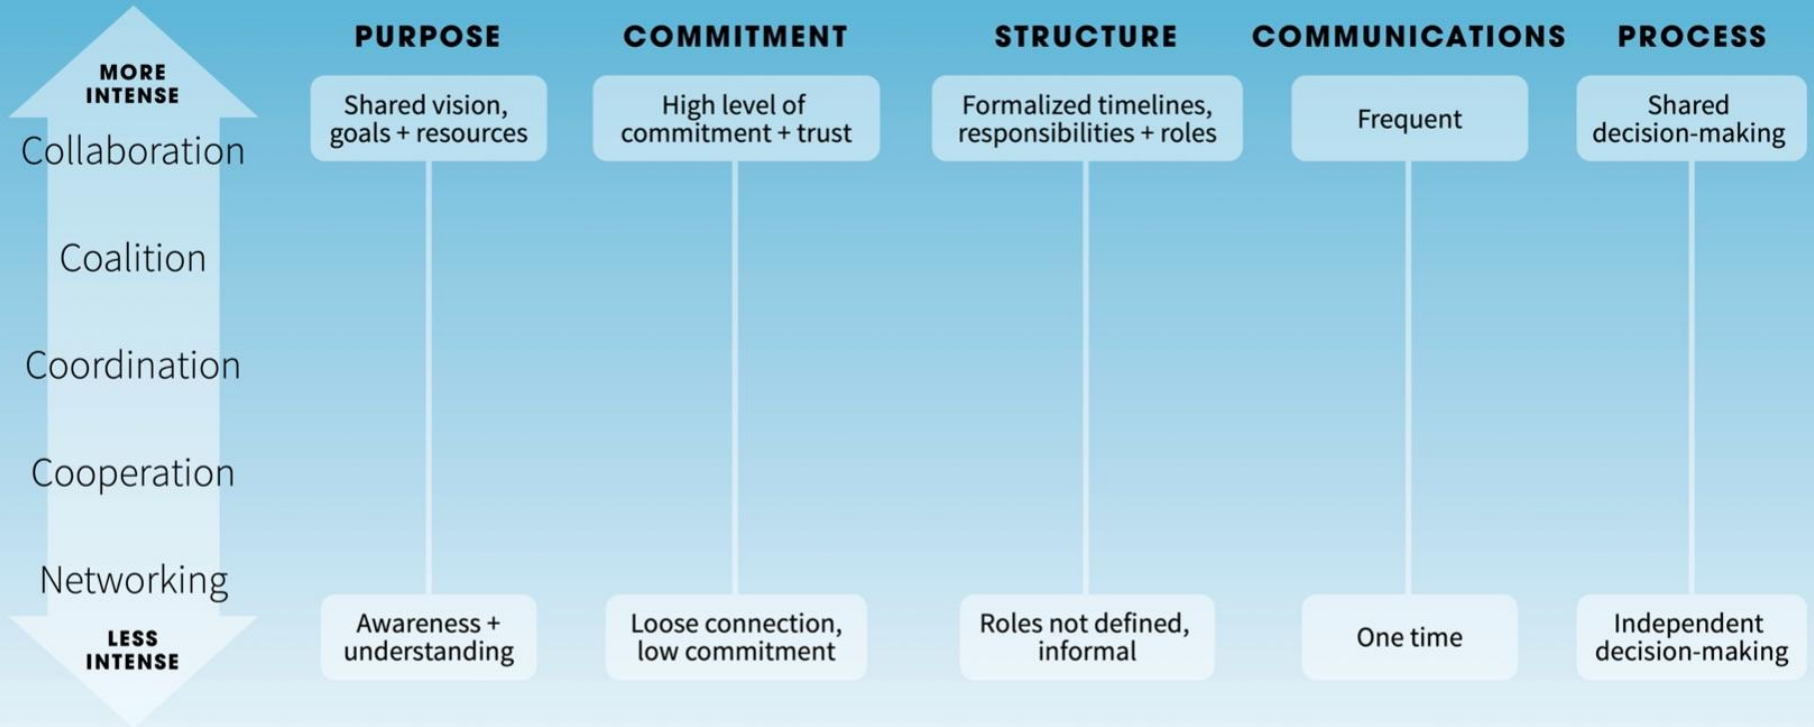 PURPOSE
COMMITMENT
STRUCTURE
COMMUNICATIONS
PROCESS
MORE
INTENSE
Shared vision,
goals + resources
High level of
commitment + trust
Formalized timelines,
responsibilities + roles
Frequent
Shared
decision-making
Collaboration
Coalition
Coordination
Cooperation
Networking
LESS
INTENSE
Awareness +
understanding
Loose connection,
low commitment
Roles not defined,
informal
One time
Independent
decision-making